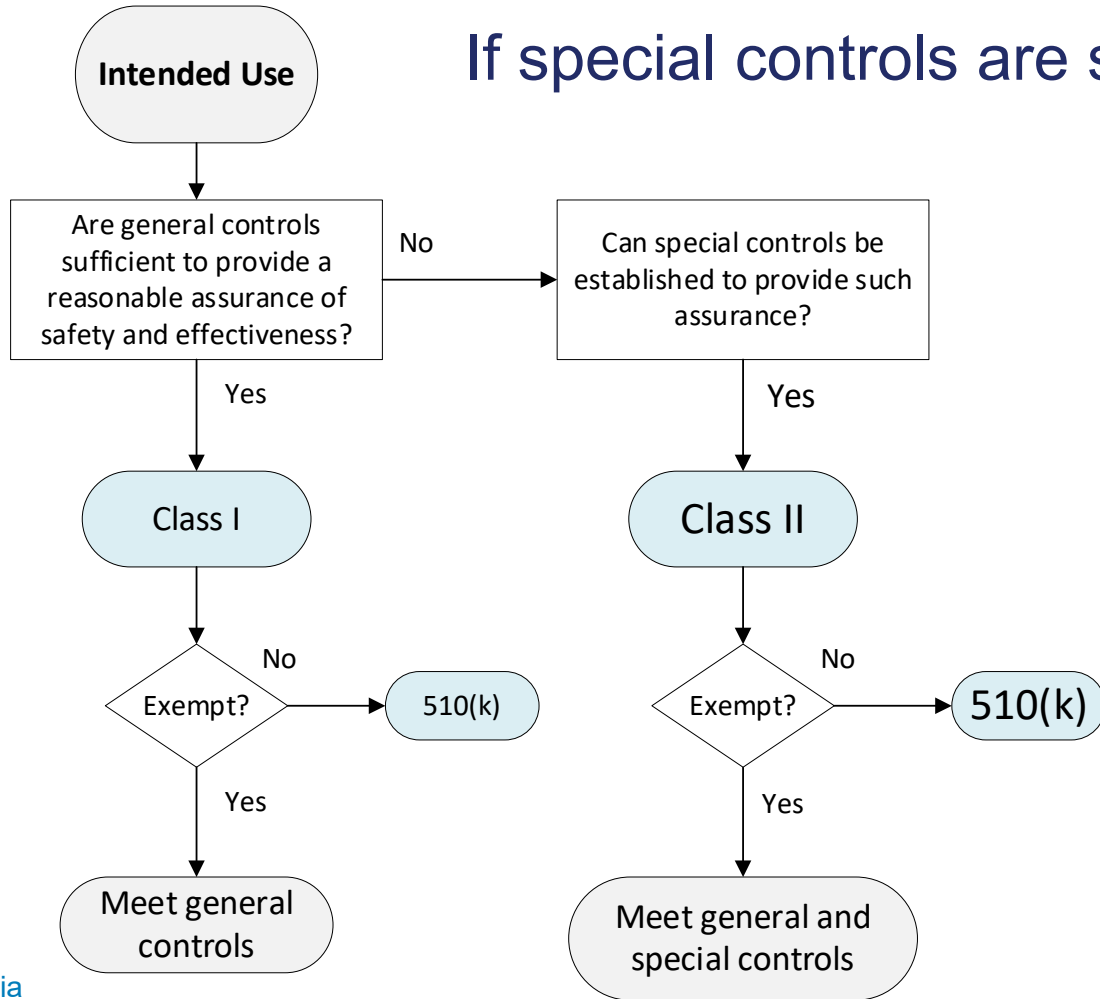 If special controls are s
Intended Use
Are general controls
sufficient to provide a
reasonable assurance of
safety and effectiveness?
No
Can special controls be
established to provide such
assurance?
Yes
Yes
Class I
Class II
No
Exempt?
510(k)
No
Exempt?
510(k)
Yes
Yes
Meet general
controls
Meet general and
special controls
ia